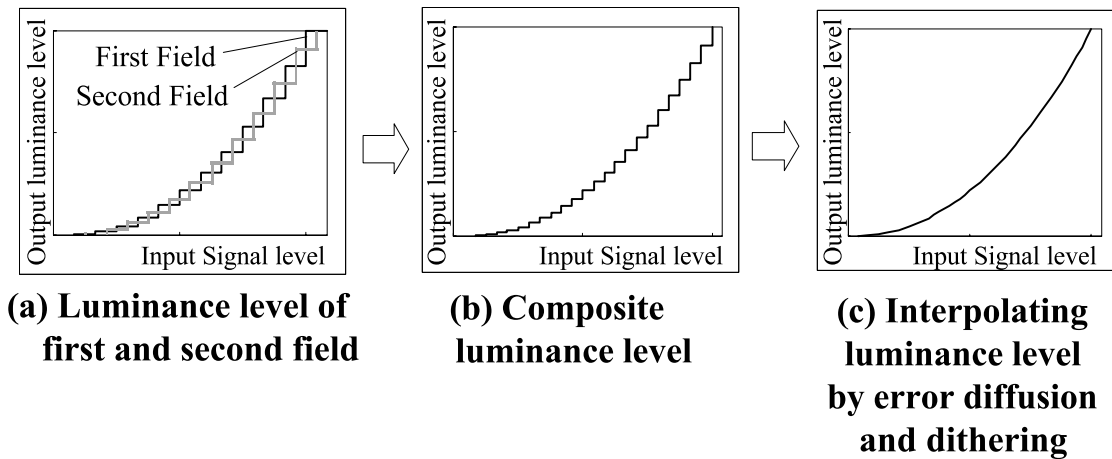 First Field
Second Field
Output luminance level
Input Signal level
(a) Luminance level of
first and second field
Output luminance level
Input Signal level
(b) Composite
luminance level
Output luminance level
Input Signal level
(c) Interpolating
luminance level
by error diffusion
and dithering